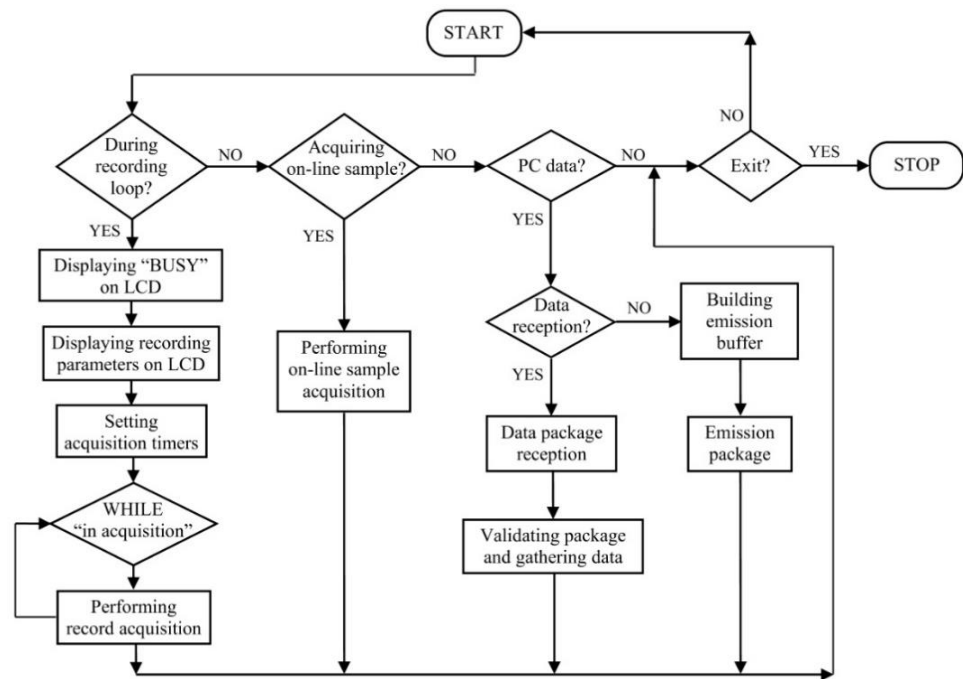 START
During
recording
loop?
NO
Acquiring
on-line sample?
NO
PC data?
NO
NO
Exit?
YES
STOP
YES
Displaying “BUSY”
on LCD
Displaying recording
parameters on LCD
Setting
acquisition timers
WHILE
“in acquisition”
Performing
record acquisition
YES
Performing
on-line sample
acquisition
YES
Data
reception?
NO
Building
emission
buffer
YES
Data package
reception
Emission
package
Validating package
and gathering data